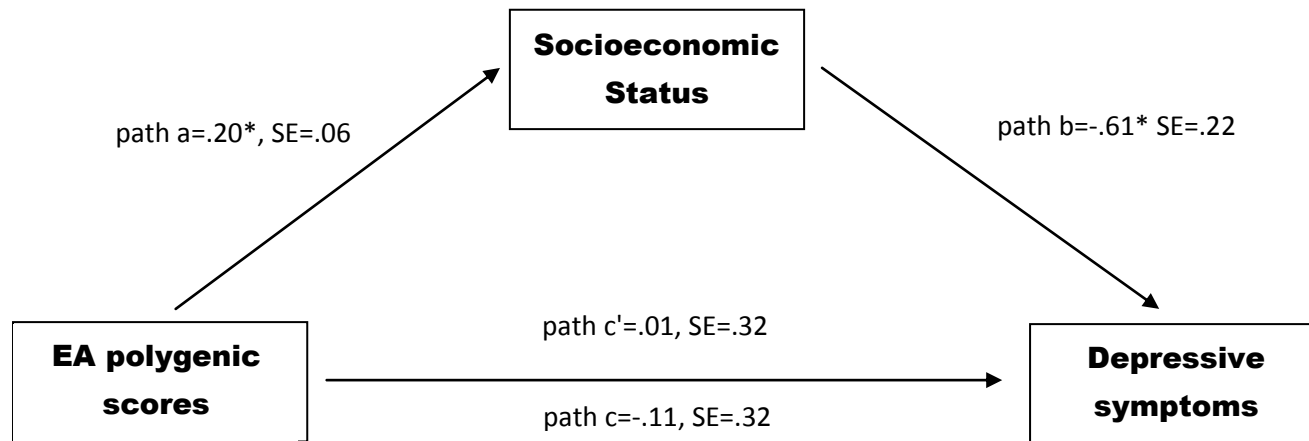 Socioeconomic
Status
path a=.20*, SE=.06
path b=-.61* SE=.22
path c'=.01, SE=.32
EA polygenic
scores
Depressive
symptoms
path c=-.11, SE=.32